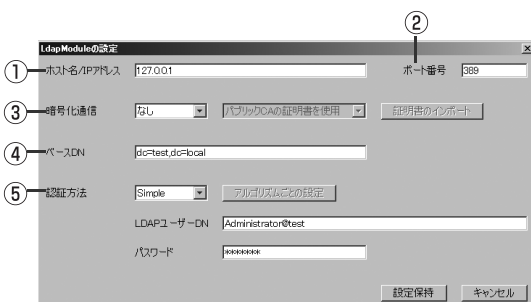 ②
LdapModuleの設定
① ホスト名/IPアドレス 127.0.0.1 ポート番号 389
③ 暗号化通信 なし パブリックCAの証明書を使用 証明書のインポート
④ ベースDN dc=test,dc=local
⑤ 認証方法 Simple アルゴリズムごとの設定
LDAPユーザーDN Administrator@test
パスワード *******
設定保持 キャンセル